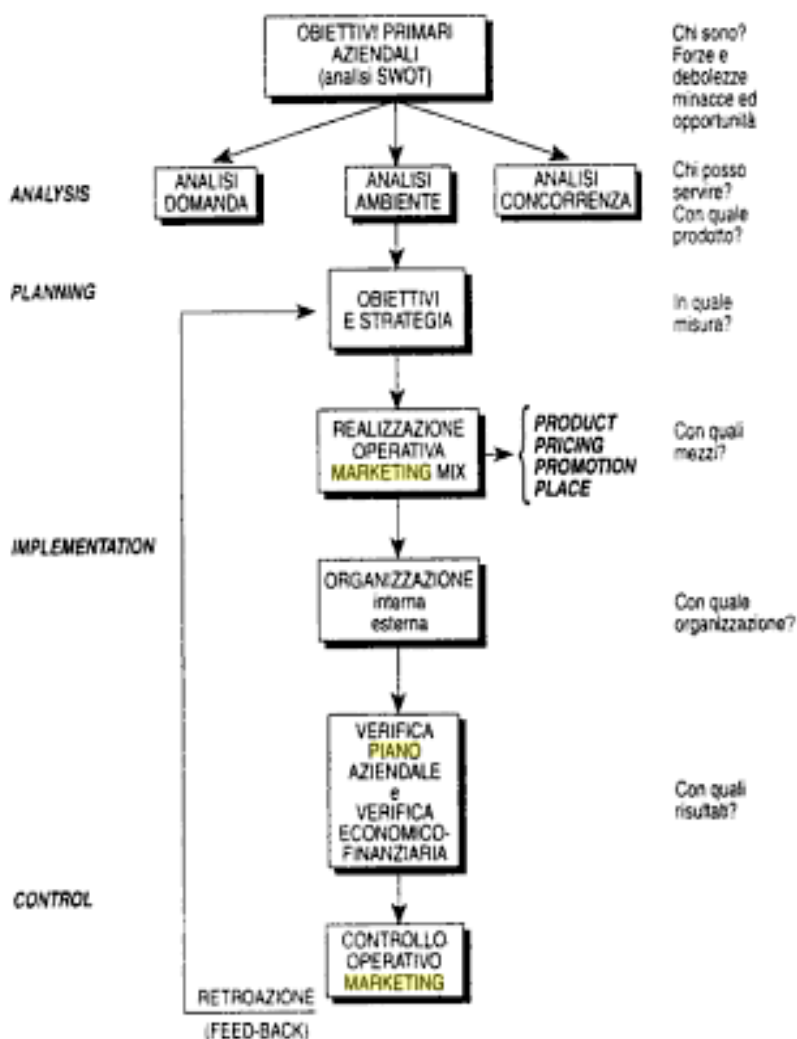 OBIETTIVI PRIMARI
AZIENDALI
(analisi SWOT)
Chi sono?
Forze e
debolezze
minacce ed
opportunità
ANALYSIS
ANALISI
DOMANDA
ANALISI
AMBIENTE
ANALISI
CONCORRENZA
Chi posso
servire?
Con quale
prodotto?
PLANNING
OBIETTIVI
E STRATEGIA
In quale
misura?
REALIZZAZIONE
OPERATIVA
MARKETING MIX
PRODUCT
PRICING
PROMOTION
PLACE
Con quali
mezzi?
IMPLEMENTATION
ORGANIZZAZIONE
interna
esterna
Con quale
organizzazione?
VERIFICA
PIANO
AZIENDALE
e
VERIFICA
ECONOMICO-
FINANZIARIA
Con quali
risultati?
CONTROL
CONTROLLO
OPERATIVO
MARKETING
RETROAZIONE
(FEED-BACK)